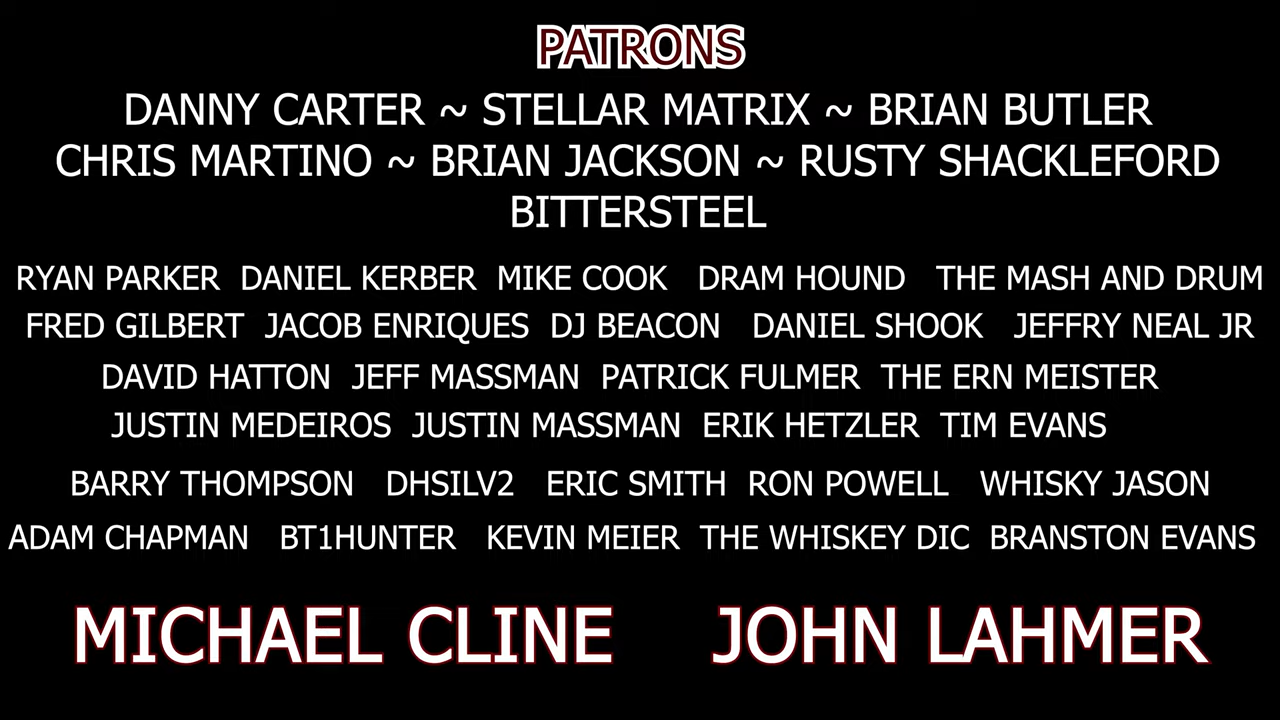 PATRONS
DANNY CARTER ~ STELLAR MATRIX ~ BRIAN BUTLER
CHRIS MARTINO ~ BRIAN JACKSON ~ RUSTY SHACKLEFORD
BITTERSTEEL
RYAN PARKER DANIEL KERBER MIKE COOK DRAM HOUND THE MASH AND DRUM
FRED GILBERT JACOB ENRIQUES DJ BEACON DANIEL SHOOK JEFFRY NEAL JR
DAVID HATTON JEFF MASSMAN PATRICK FULMER THE ERN MEISTER
JUSTIN MEDEIROS JUSTIN MASSMAN ERIK HETZLER TIM EVANS
BARRY THOMPSON DHSILV2 ERIC SMITH RON POWELL WHISKY JASON
ADAM CHAPMAN BT1HUNTER KEVIN MEIER THE WHISKEY DIC BRANSTON EVANS
MICHAEL CLINE JOHN LAHMER